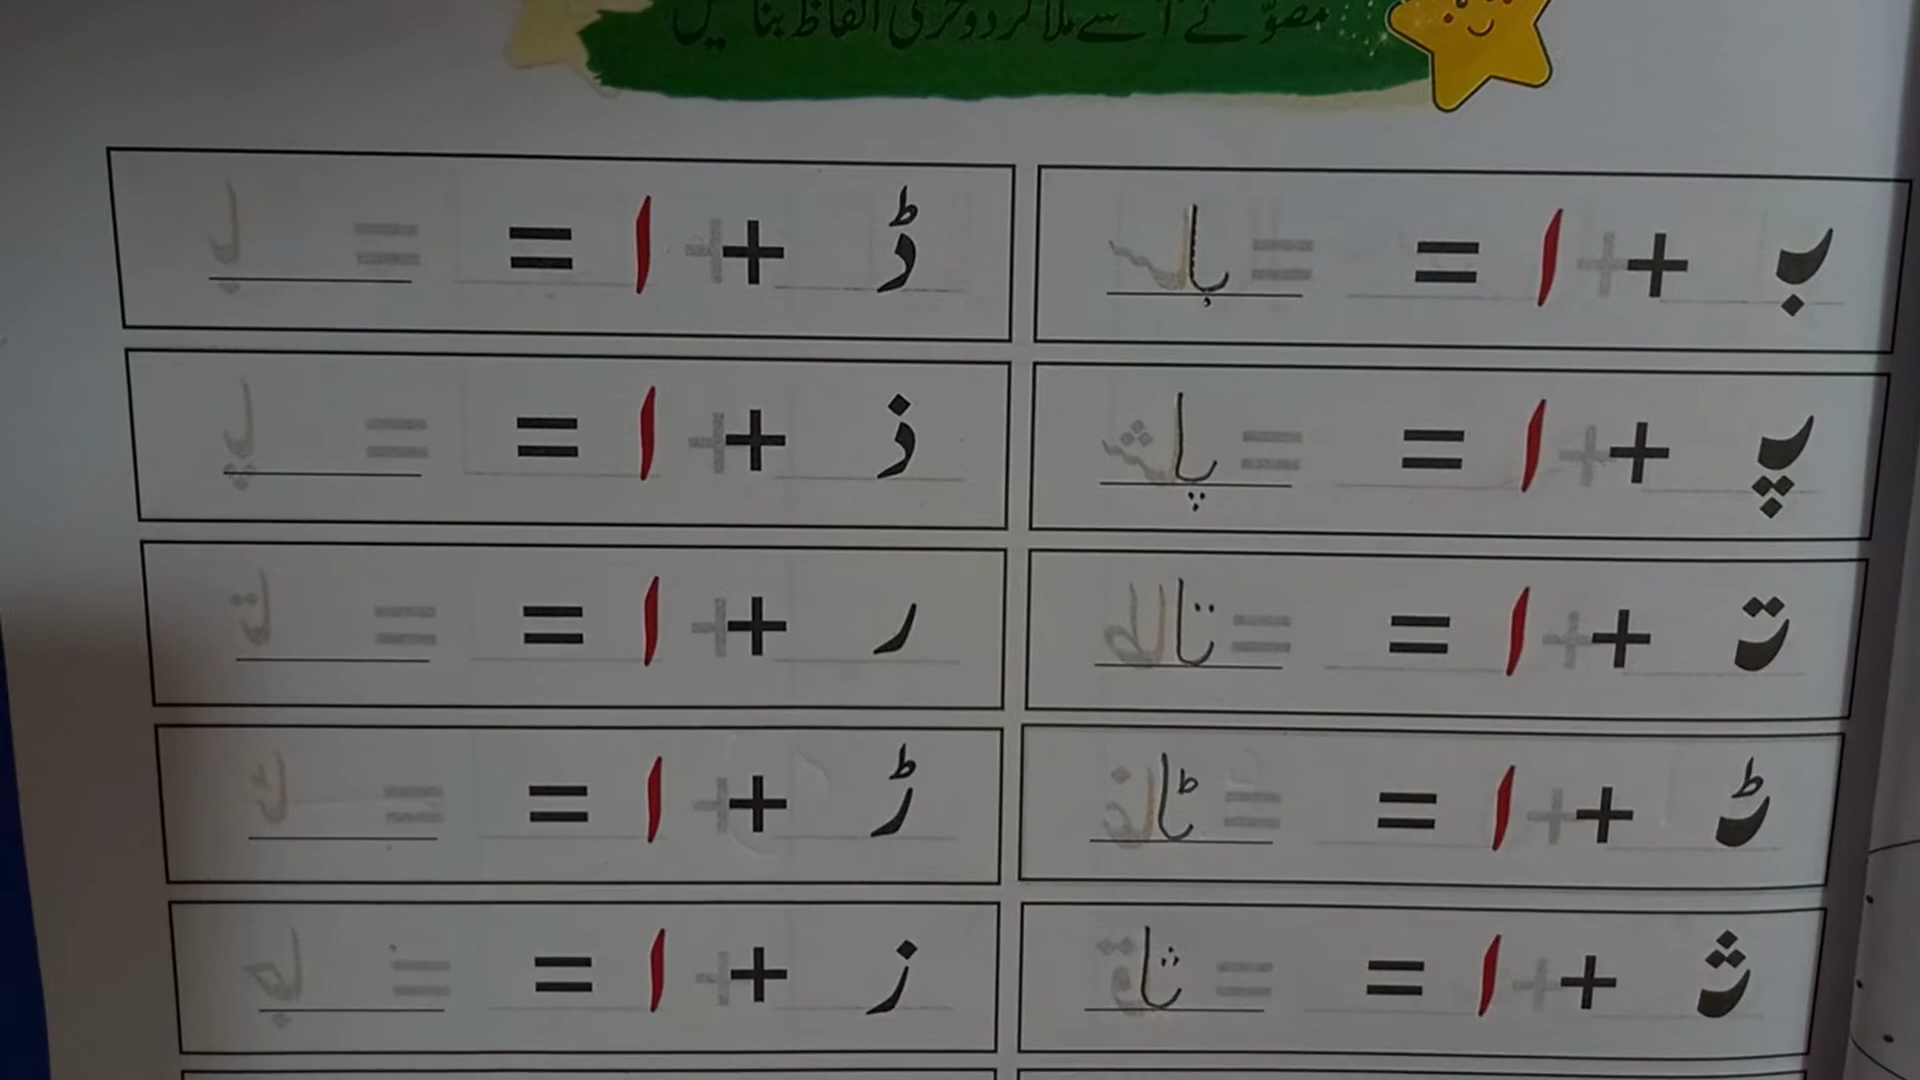 مصوّتے آ سے ملا کر دو حرفی الفاظ بنائیں
ب + ا = با
ڈ + ا =
پ + ا = پا
ذ + ا =
ت + ا = تا
ر + ا =
ٹ + ا = ٹا
ڑ + ا =
ث + ا = ثا
ز + ا =